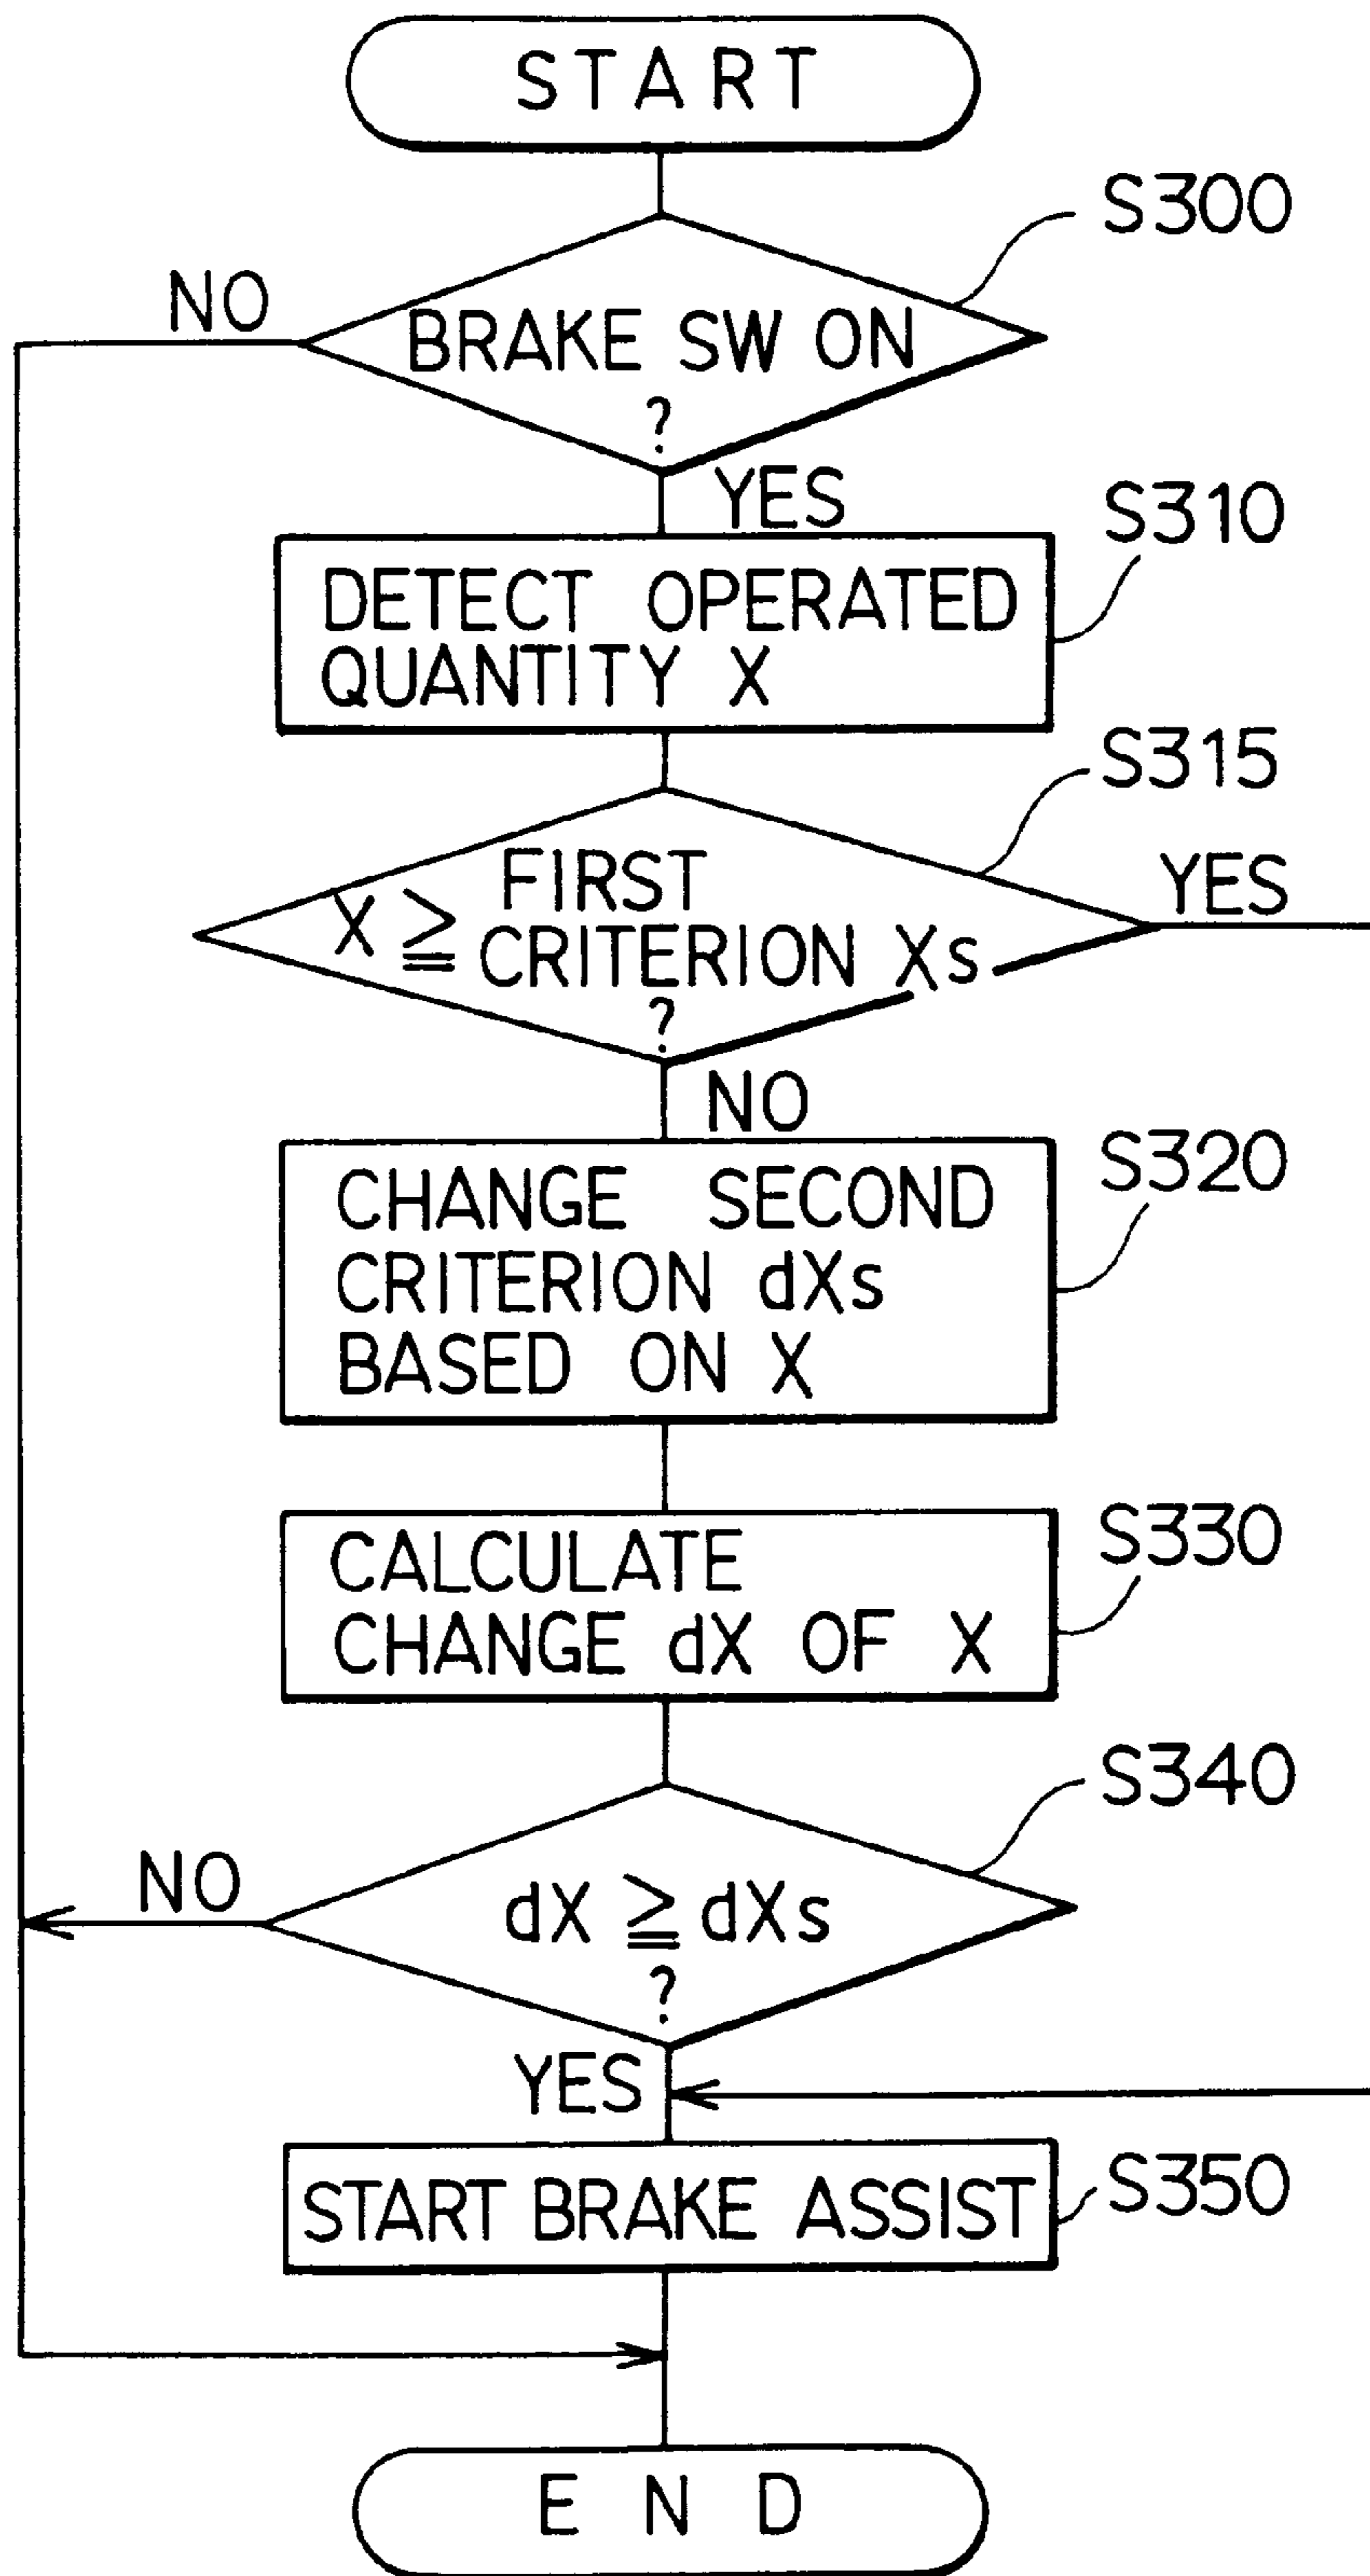 START
S300
NO
BRAKE SW ON
?
YES
S310
DETECT OPERATED
QUANTITY X
S315
YES
FIRST
X ≧ CRITERION Xs
?
NO
S320
CHANGE SECOND
CRITERION dXs
BASED ON X
S330
CALCULATE
CHANGE dX OF X
S340
NO
dX ≧ dXs
?
YES
START BRAKE ASSIST
S350
END